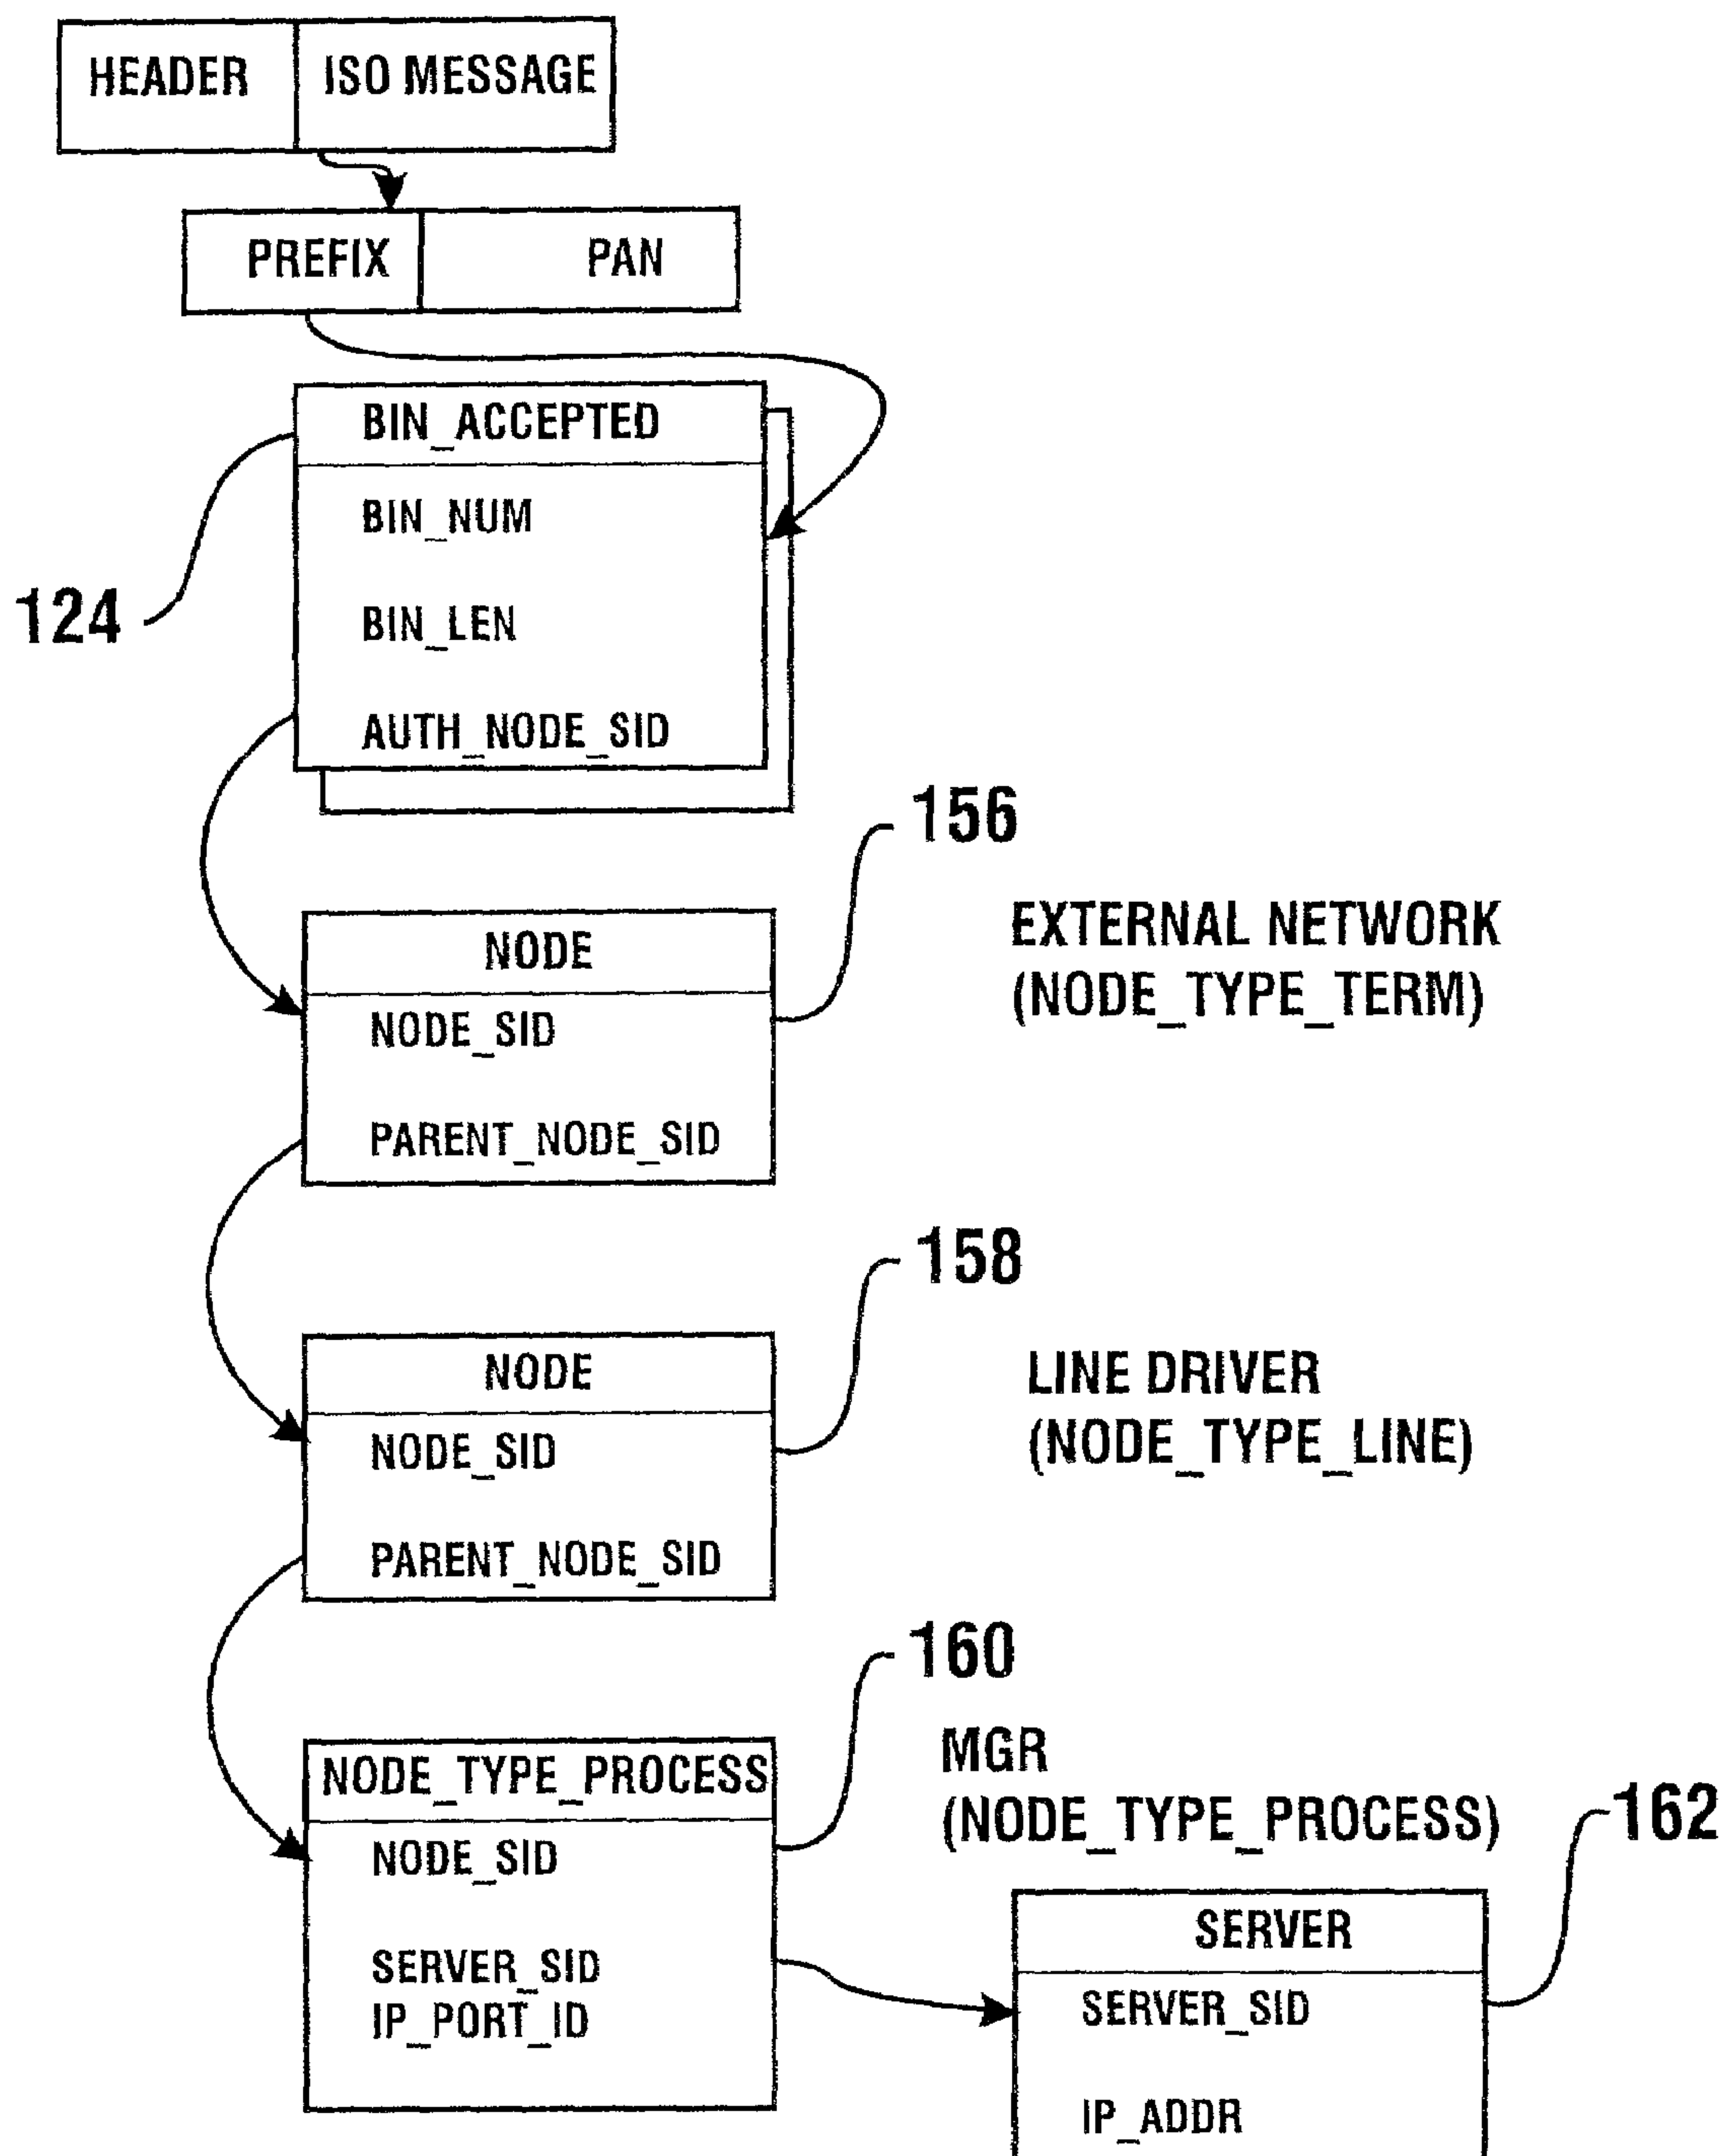 HEADER ISO MESSAGE
PREFIX PAN
BIN_ACCEPTED
BIN_NUM
124
BIN_LEN
AUTH_NODE_SID
156
EXTERNAL NETWORK
(NODE_TYPE_TERM)
NODE
NODE_SID
PARENT_NODE_SID
158
LINE DRIVER
(NODE_TYPE_LINE)
NODE
NODE_SID
PARENT_NODE_SID
160
MGR
(NODE_TYPE_PROCESS)
NODE_TYPE_PROCESS
NODE_SID
SERVER_SID
IP_PORT_ID
162
SERVER
SERVER_SID
IP_ADDR